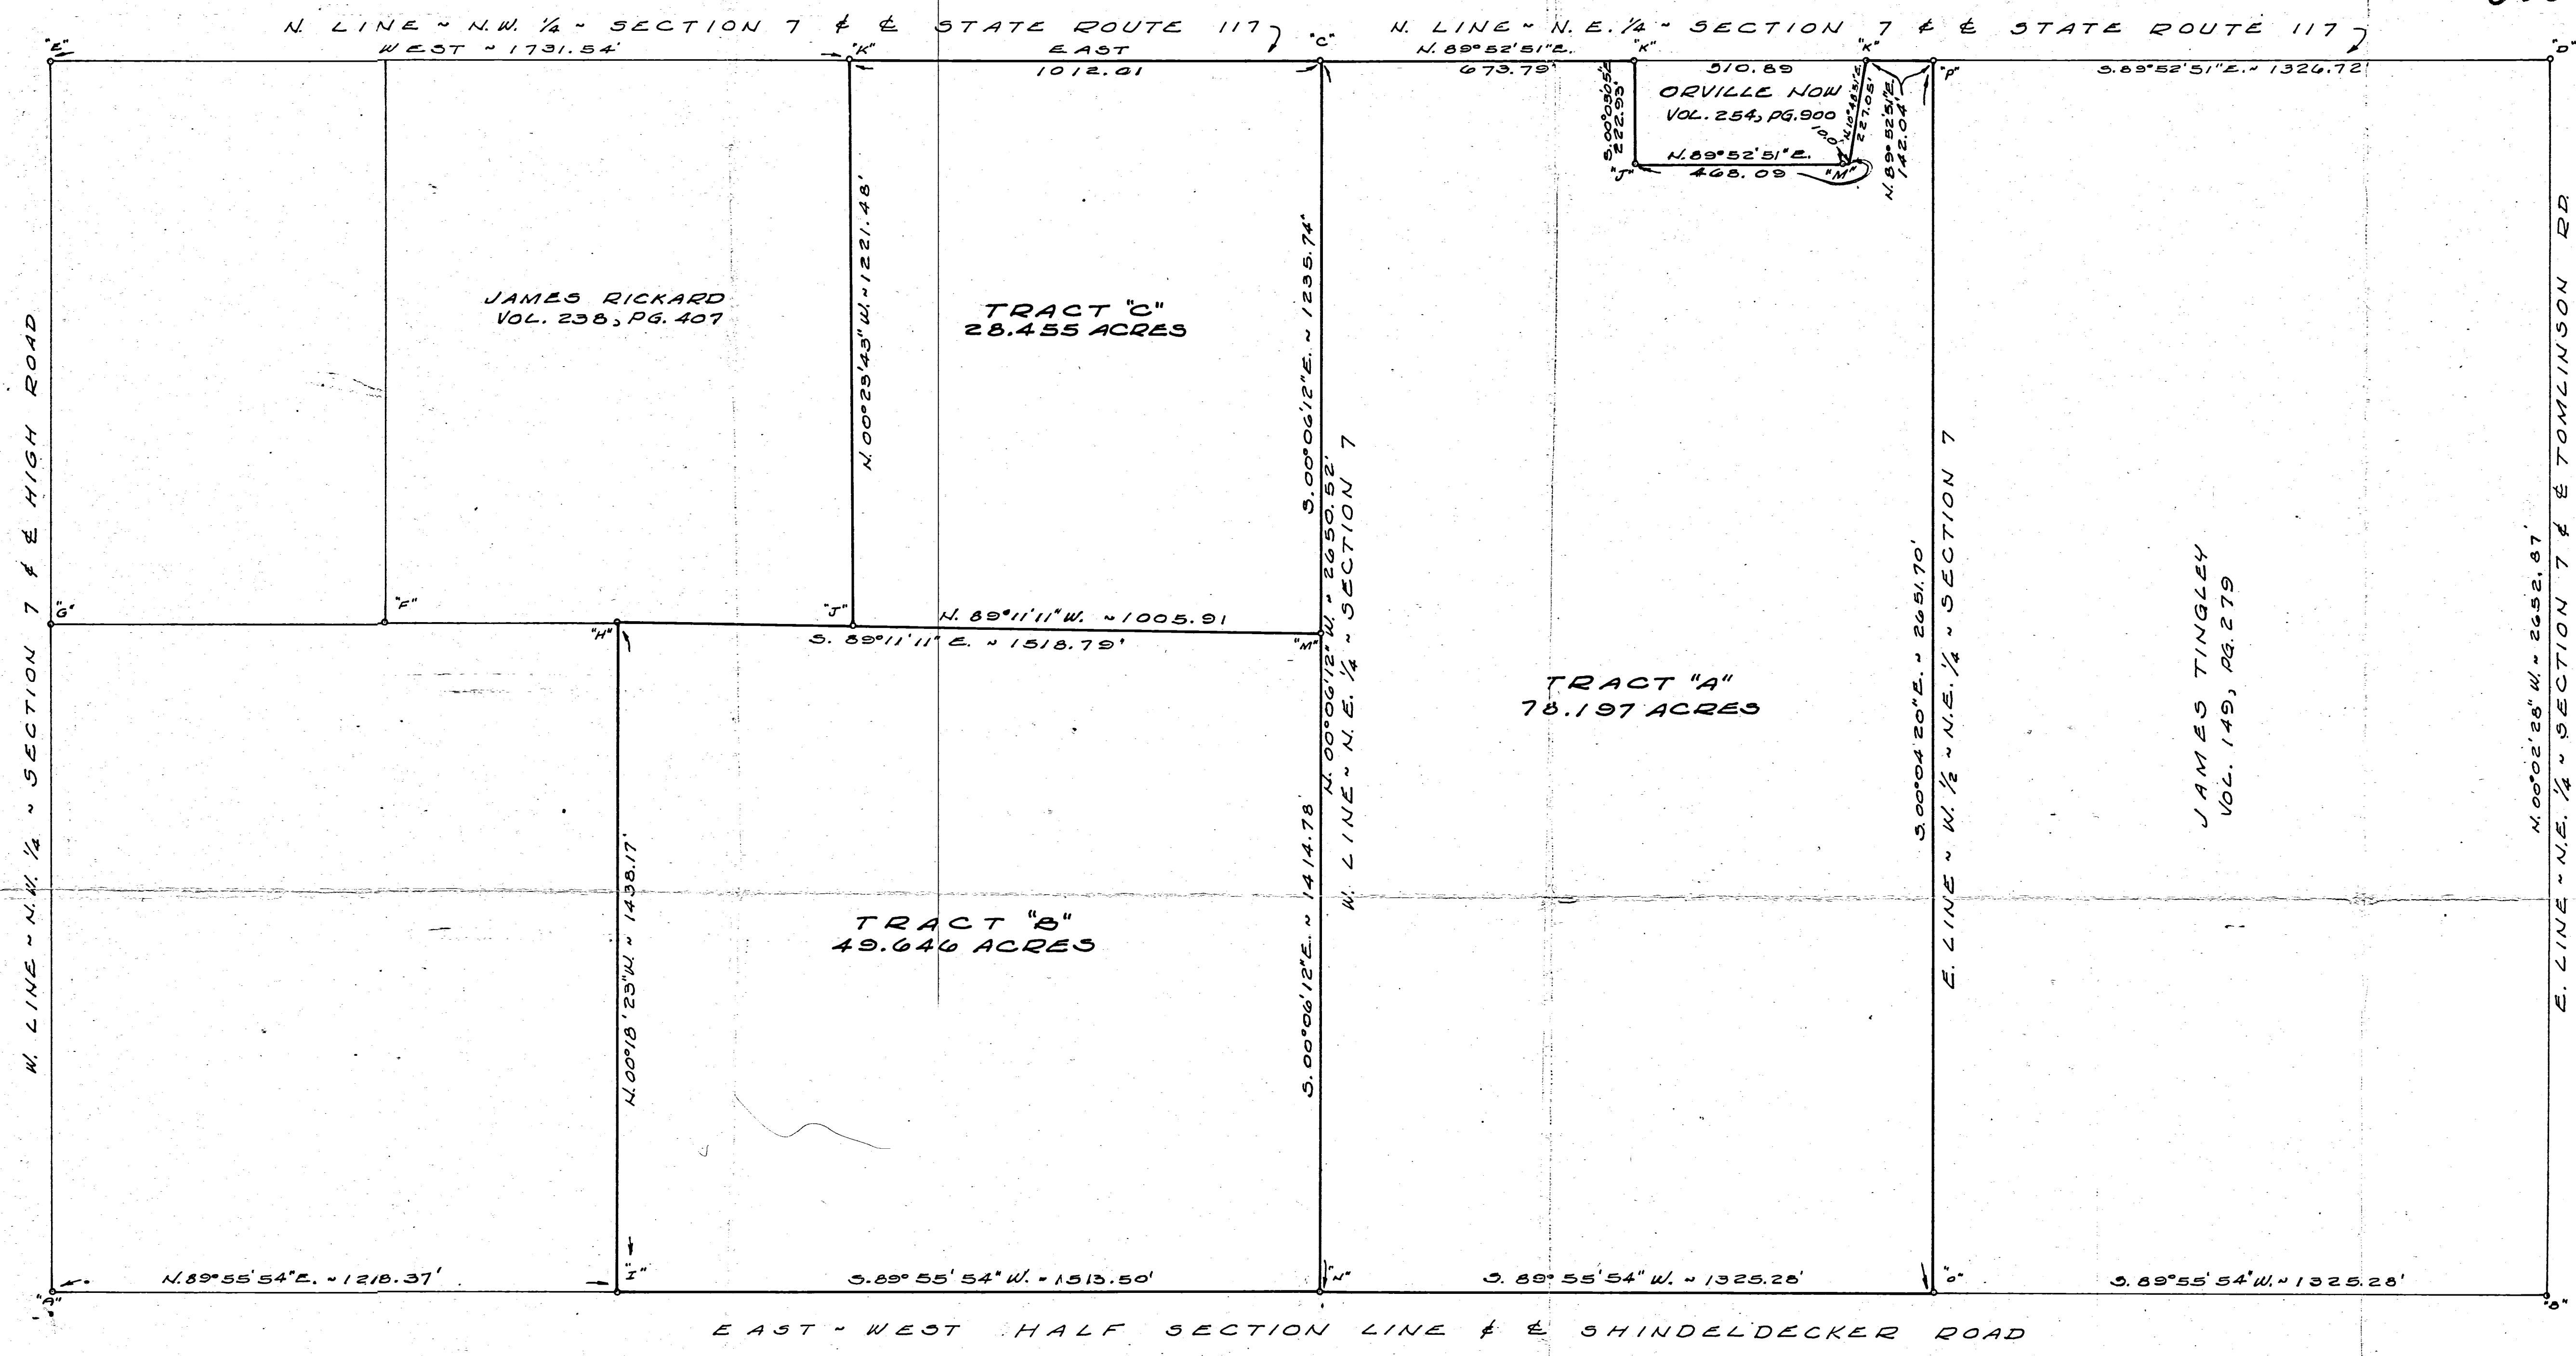 N. LINE ~ N.W. 1/4 ~ SECTION 7 & ℄ STATE ROUTE 117
N. LINE ~ N.E. 1/4 ~ SECTION 7 & ℄ STATE ROUTE 117
"E"
WEST ~ 1731.54'
"K"
EAST
1012.01
"C"
N. 89°52'51"E.
673.79'
"K"
510.89
"K"
"P"
S.89°52'51"E. ~ 1326.72'
"D"
S.00°03'05"E
222.93'
ORVILLE NOW
VOL. 254, PG. 900
N.10°48'31"E.
227.05'
10.0
N.89°52'51"E.
142.04'
N.89°52'51"E.
468.09
"J"
"M"
JAMES RICKARD
VOL. 238, PG. 407
N.00°23'43"W. ~ 1221.48'
TRACT "C"
28.455 ACRES
S.00°06'12"E. ~ 1235.74'
N.00°06'12"W. ~ 2650.52'
W. LINE ~ N.E. 1/4 ~ SECTION 7
W. LINE ~ N.W. 1/4 ~ SECTION 7 & ℄ HIGH ROAD
"G"
"F"
"H"
"J"
N. 89°11'11"W. ~ 1005.91
S. 89°11'11" E. ~ 1518.79'
"M"
TRACT "A"
78.197 ACRES
S.00°04'20"E. ~ 2651.70'
E. LINE ~ W. 1/2 ~ N.E. 1/4 ~ SECTION 7
JAMES TINGLEY
VOL. 149, PG. 279
N.00°02'28"W. ~ 2652.87'
E. LINE ~ N.E. 1/4 ~ SECTION 7 & ℄ TOMLINSON RD.
N.00°18'23"W. ~ 1438.17'
TRACT "B"
49.646 ACRES
S.00°06'12"E. ~ 1414.78
"A"
N.89°55'54"E. ~ 1218.37'
"I"
S.89°55'54"W. ~ 1513.50'
"N"
S. 89°55'54"W. ~ 1325.28'
"O"
S. 89°55'54"W. ~ 1325.28'
"B"
EAST ~ WEST HALF SECTION LINE & ℄ SHINDELDECKER ROAD